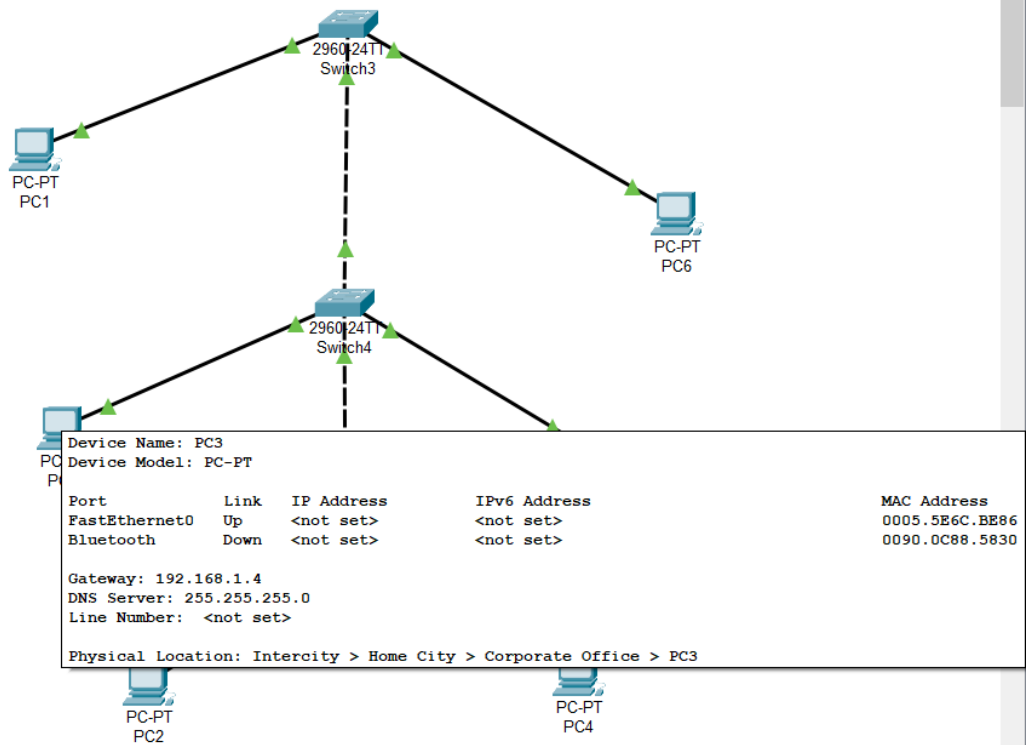 2960-24TT
Switch3
PC-PT
PC1
PC-PT
PC6
2960-24TT
Switch4
Device Name: PC3
Device Model: PC-PT
Port Link IP Address IPv6 Address MAC Address
FastEthernet0 Up <not set> <not set> 0005.5E6C.BE86
Bluetooth Down <not set> <not set> 0090.0C88.5830
Gateway: 192.168.1.4
DNS Server: 255.255.255.0
Line Number: <not set>
Physical Location: Intercity > Home City > Corporate Office > PC3
PC-PT
PC2
PC-PT
PC4